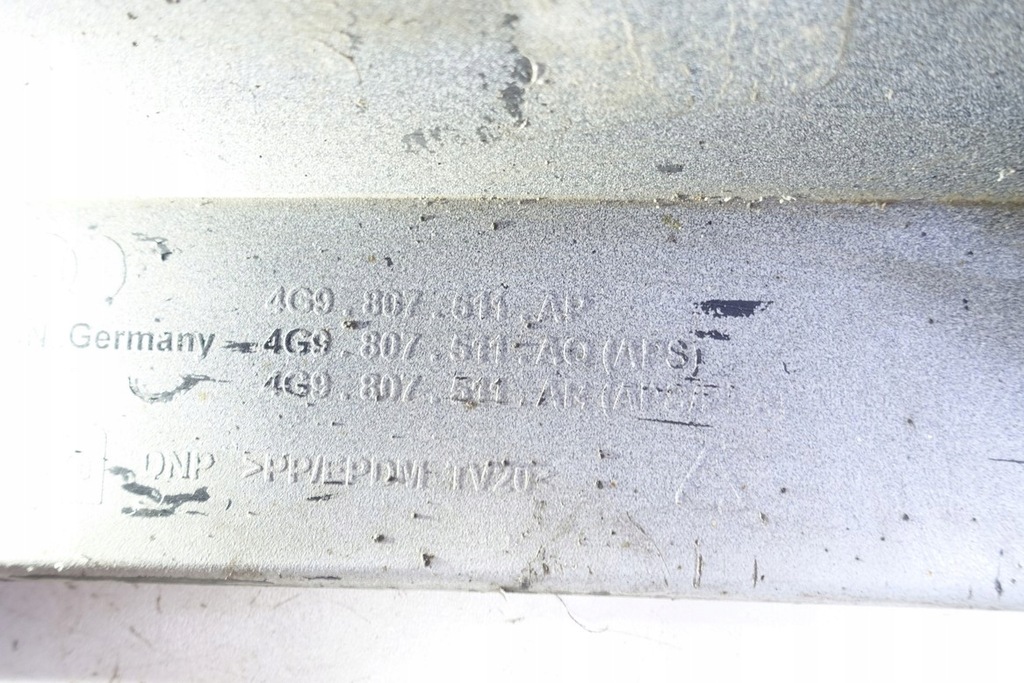 4G9.807.511.AP
Germany 4G9.807.511.AQ(APS)
4G9.807.511.AR
DNP >PP/EPDM-TV20<